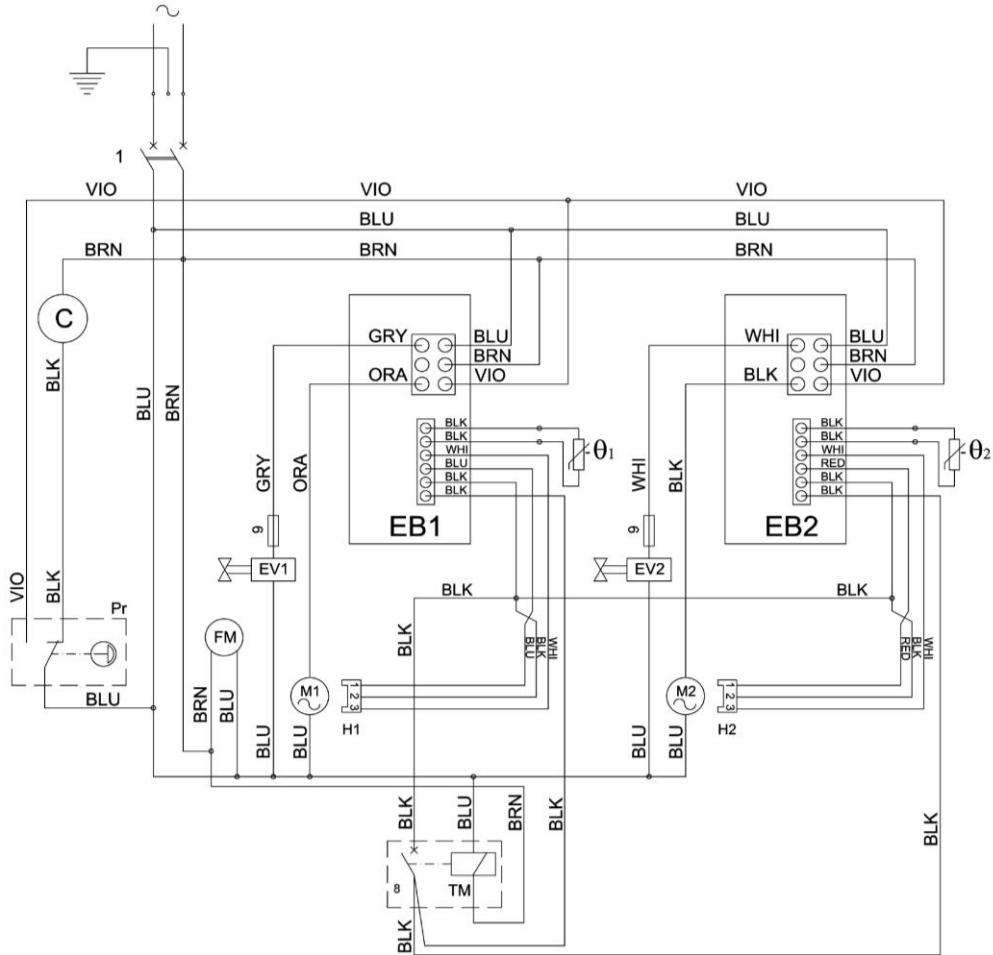 1
VIO VIO VIO
BLU BLU
BRN BRN BRN
C
GRY BLU
BRN
ORA VIO
WHI BLU
BRN
BLK VIO
BLK
BLU
BRN
GRY
ORA
WHI
BLK
BLK
BLK
WHI
BLU
BLK
BLK
θ1
BLK
BLK
WHI
RED
BLK
BLK
θ2
EB1 EB2
9 9
EV1 EV2
VIO
BLK
Pr
BLK BLK
FM
BLK
BLU
BLK
WHI
RED
BLK
WHI
M1
1
2
3
H1
M2
1
2
3
H2
BLU
BRN
BLU
BLU
BLU
BLU
BLU
BLK
BLU
BRN
BLK
BLK
8 TM
BLK